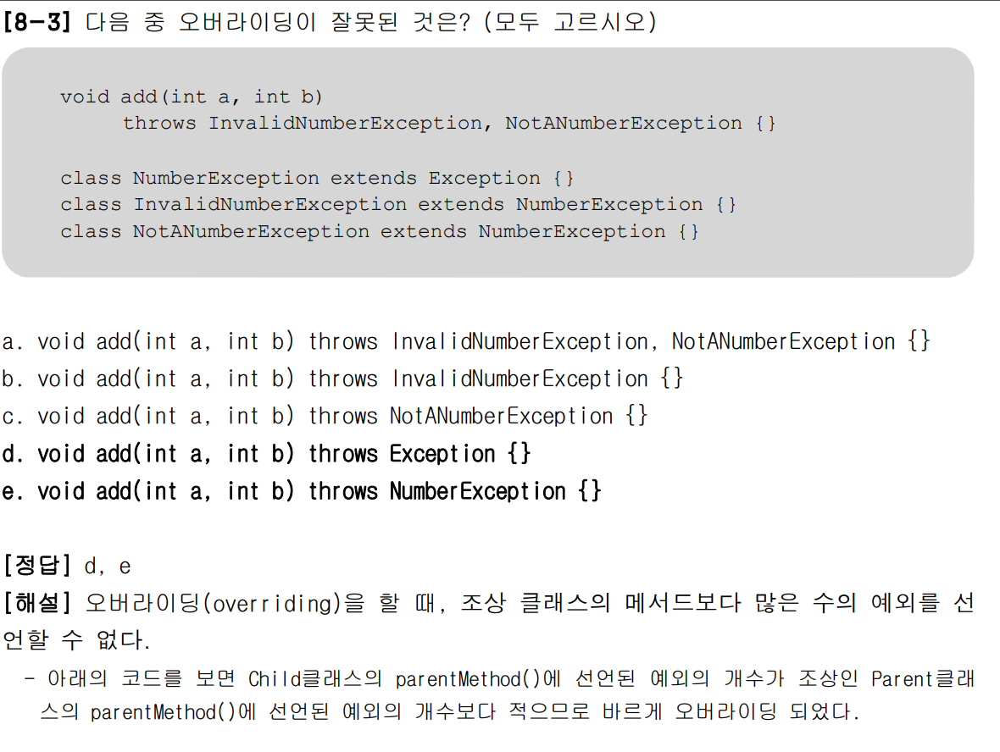 [8-3] 다음 중 오버라이딩이 잘못된 것은? (모두 고르시오)
void add(int a, int b)
throws InvalidNumberException, NotANumberException {}
class NumberException extends Exception {}
class InvalidNumberException extends NumberException {}
class NotANumberException extends NumberException {}
a. void add(int a, int b) throws InvalidNumberException, NotANumberException {}
b. void add(int a, int b) throws InvalidNumberException {}
c. void add(int a, int b) throws NotANumberException {}
d. void add(int a, int b) throws Exception {}
e. void add(int a, int b) throws NumberException {}
[정답] d, e
[해설] 오버라이딩(overriding)을 할 때, 조상 클래스의 메서드보다 많은 수의 예외를 선
언할 수 없다.
- 아래의 코드를 보면 Child클래스의 parentMethod()에 선언된 예외의 개수가 조상인 Parent클래
스의 parentMethod()에 선언된 예외의 개수보다 적으므로 바르게 오버라이딩 되었다.